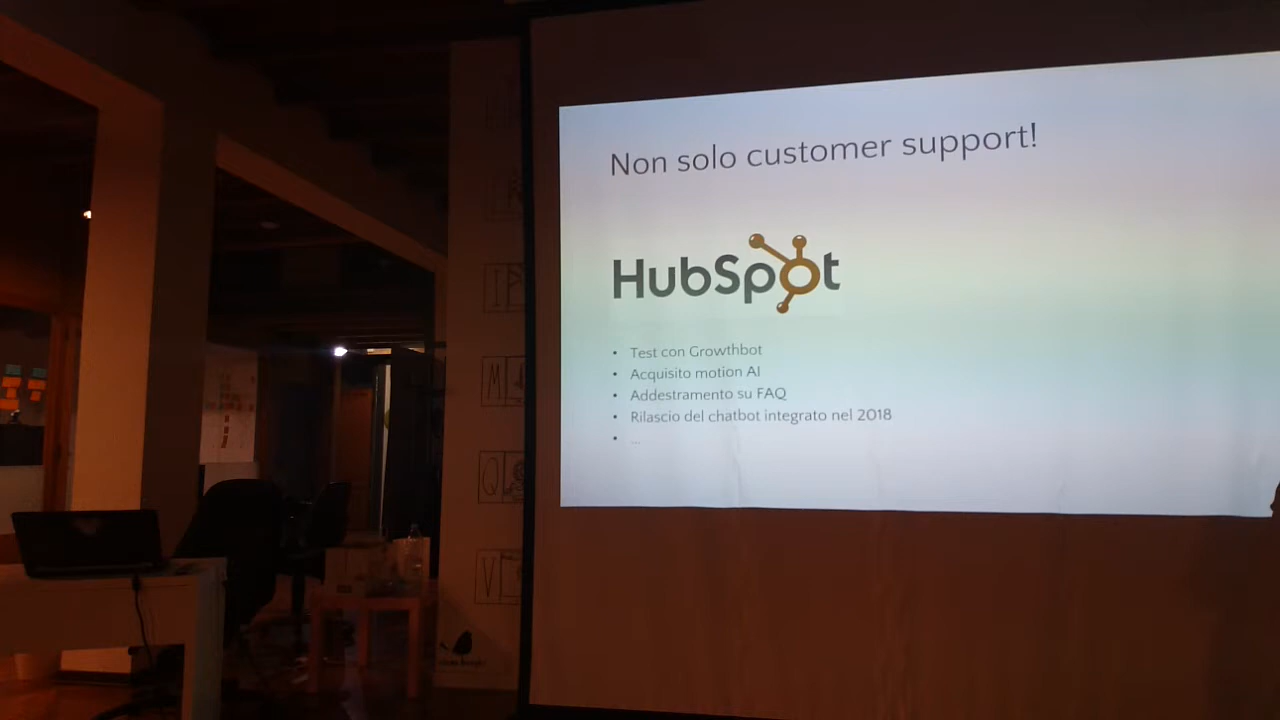 Non solo customer support!
HubSpot
• Test con Growthbot
• Acquisito motion AI
• Addestramento su FAQ
• Rilascio del chatbot integrato nel 2018
• ...
I
M
Q
V